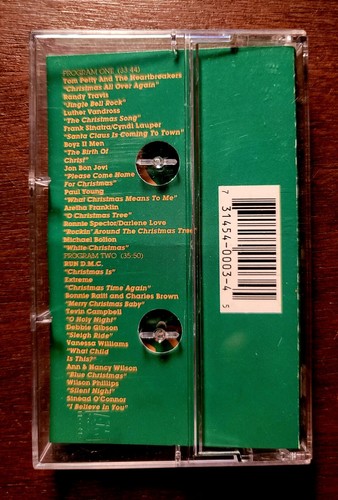 PROGRAM ONE (33:44)
Tom Petty And The Heartbreakers
"Christmas All Over Again"
Randy Travis
"Jingle Bell Rock"
Luther Vandross
"The Christmas Song"
Frank Sinatra/Cyndi Lauper
"Santa Claus Is Coming To Town"
Boyz II Men
"The Birth Of
Christ"
Jon Bon Jovi
"Please Come Home
For Christmas"
Paul Young
"What Christmas Means To Me"
Aretha Franklin
"O Christmas Tree"
Ronnie Spector/Darlene Love
"Rockin' Around The Christmas Tree
Michael Bolton
"White Christmas"
PROGRAM TWO (35:50)
RUN D.M.C.
"Christmas Is"
Extreme
"Christmas Time Again"
Bonnie Raitt and Charles Brown
"Merry Christmas Baby"
Tevin Campbell
"O Holy Night"
Debbie Gibson
"Sleigh Ride"
Vanessa Williams
"What Child
Is This?"
Ann & Nancy Wilson
"Blue Christmas"
Wilson Phillips
"Silent Night"
Sinéad O'Connor
"I Believe In You"
7 31454-0003-4 5